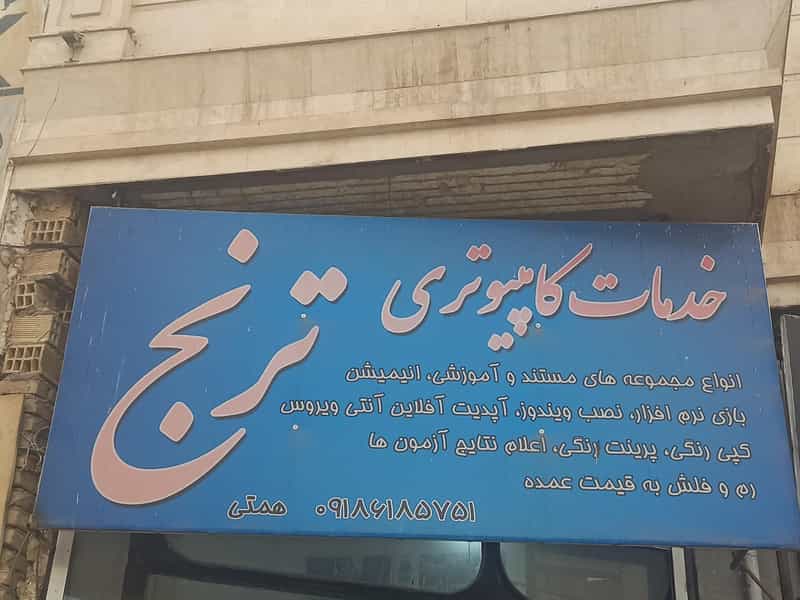 خدمات کامپیوتری
ترنج
انواع مجموعه های مستند و آموزشی، انیمیشن
بازی نرم افزار، نصب ویندوز، آپدیت آفلاین آنتی ویروس
کپی رنگی، پرینت رنگی، اعلام نتایج آزمون ها
رم و فلش به قیمت عمده
۰۹۱۸۶۱۸۵۷۵۱ همتی